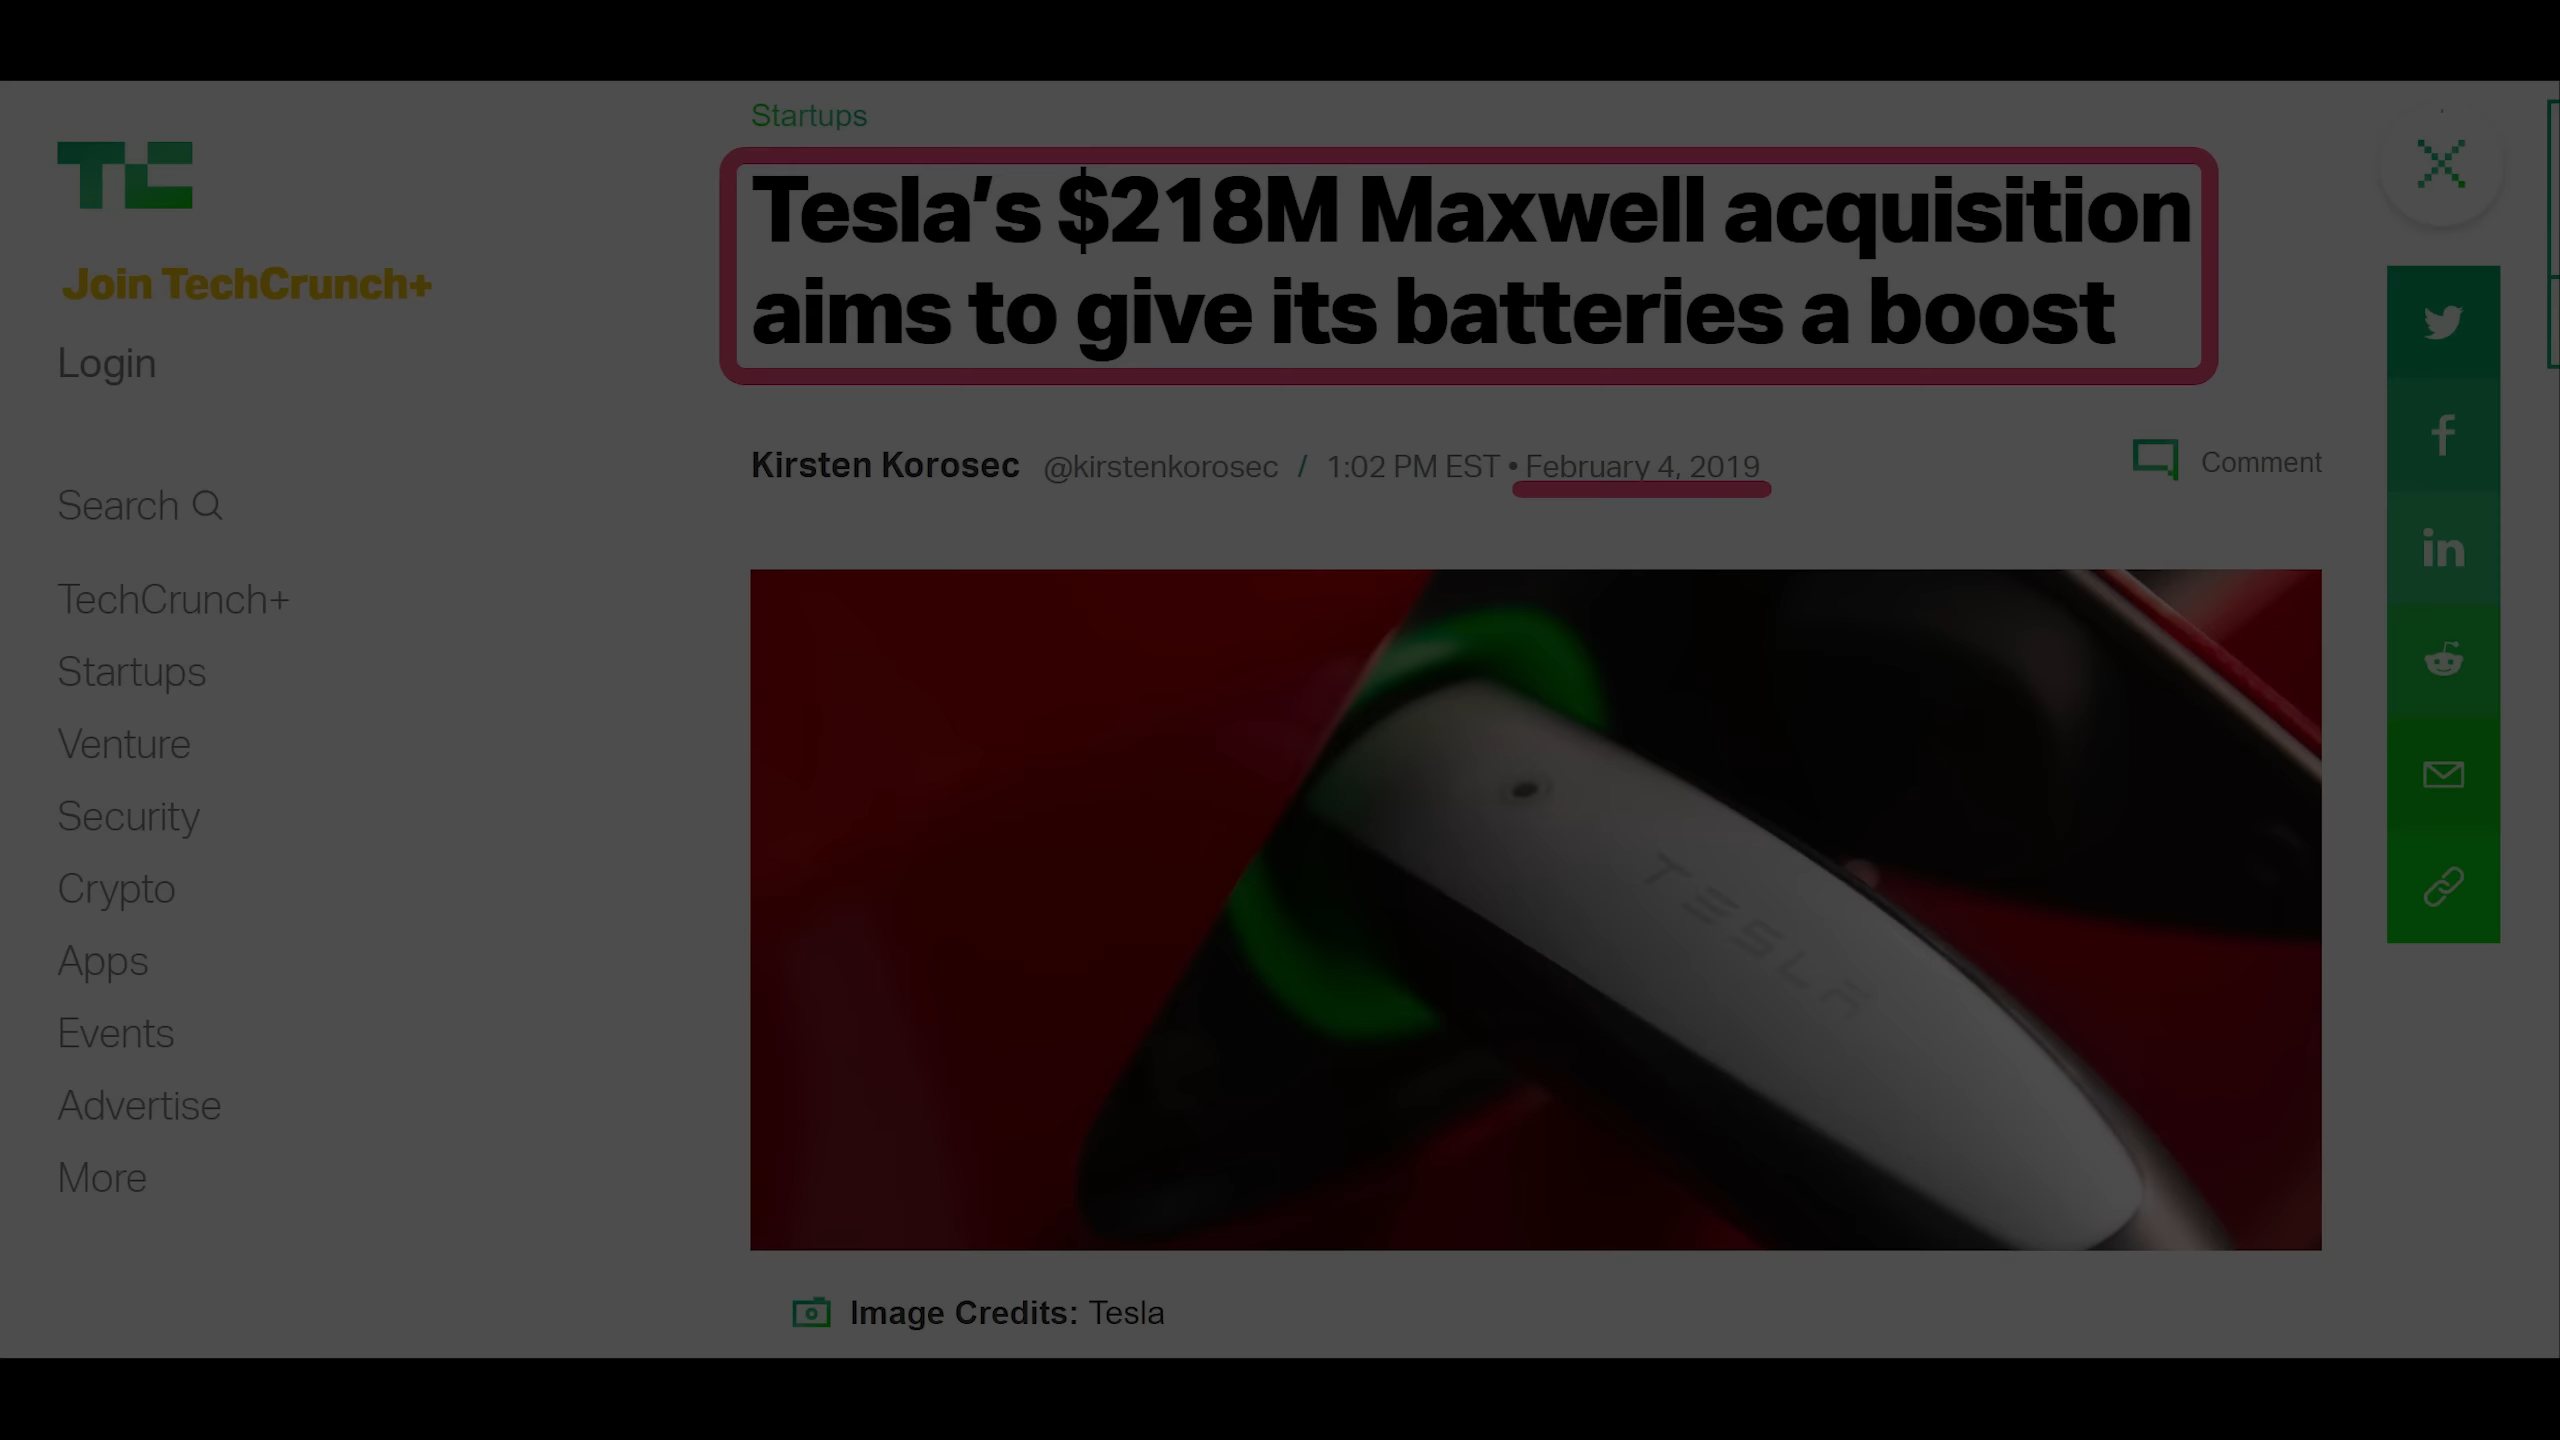 Startups
TC
Tesla's $218M Maxwell acquisition
aims to give its batteries a boost
Join TechCrunch+
Login
Kirsten Korosec @kirstenkorosec / 1:02 PM EST • February 4, 2019
Comment
Search
TechCrunch+
Startups
Venture
Security
Crypto
Apps
Events
Advertise
More
TESLA
Image Credits: Tesla